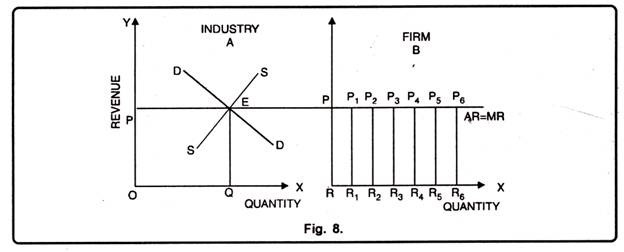 Y
INDUSTRY
A
FIRM
B
D
S
E
REVENUE
P
P P₁ P₂ P₃ P₄ P₅ P₆
AR=MR
S
D
O
Q
X
QUANTITY
R R₁ R₂ R₃ R₄ R₅ R₆
X
QUANTITY
Fig. 8.